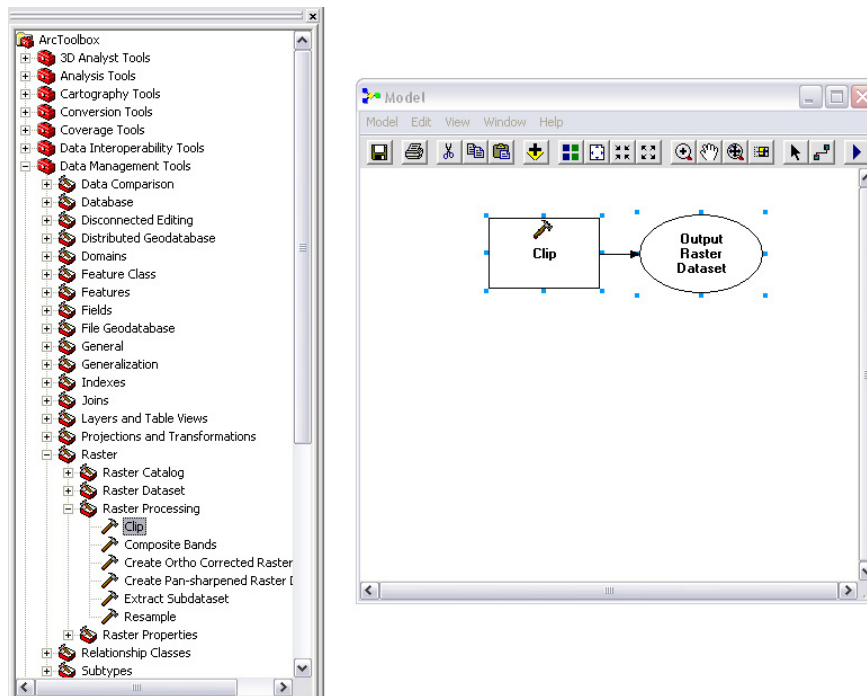 ArcToolbox
3D Analyst Tools
Analysis Tools
Cartography Tools
Conversion Tools
Coverage Tools
Data Interoperability Tools
Data Management Tools
Data Comparison
Database
Disconnected Editing
Distributed Geodatabase
Domains
Feature Class
Features
Fields
File Geodatabase
General
Generalization
Indexes
Joins
Layers and Table Views
Projections and Transformations
Raster
Raster Catalog
Raster Dataset
Raster Processing
Clip
Composite Bands
Create Ortho Corrected Raster
Create Pan-sharpened Raster D
Extract Subdataset
Resample
Raster Properties
Relationship Classes
Subtypes
Model
Model Edit View Window Help
Clip
Output
Raster
Dataset